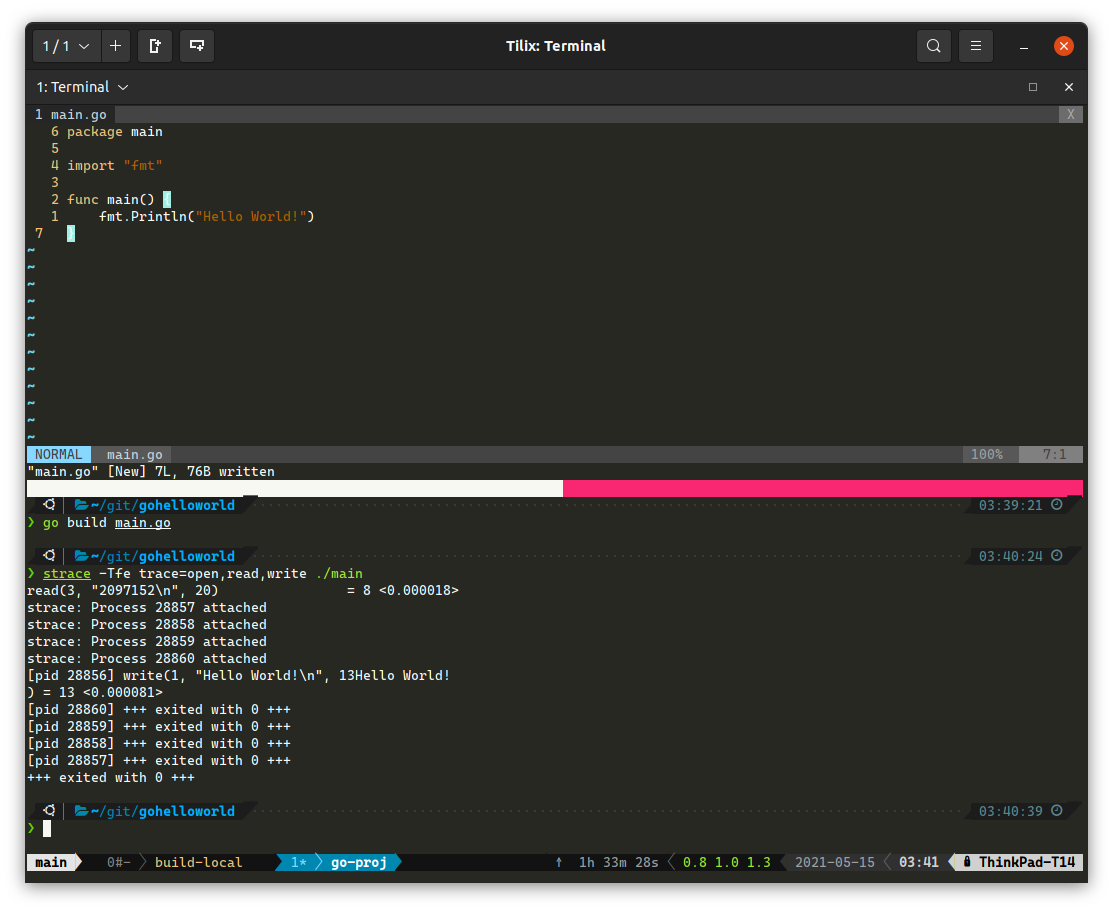 1 / 1
Tilix: Terminal
1: Terminal
1 main.go X
6 package main
5
4 import "fmt"
3
2 func main() {
1 fmt.Println("Hello World!")
7 }
~
~
~
~
~
~
~
~
~
~
~
~
NORMAL main.go 100% 7:1
"main.go" [New] 7L, 76B written
~/git/gohelloworld 03:39:21
❯ go build main.go
~/git/gohelloworld 03:40:24
❯ strace -Tfe trace=open,read,write ./main
read(3, "2097152\n", 20) = 8 <0.000018>
strace: Process 28857 attached
strace: Process 28858 attached
strace: Process 28859 attached
strace: Process 28860 attached
[pid 28856] write(1, "Hello World!\n", 13Hello World!
) = 13 <0.000081>
[pid 28860] +++ exited with 0 +++
[pid 28859] +++ exited with 0 +++
[pid 28858] +++ exited with 0 +++
[pid 28857] +++ exited with 0 +++
+++ exited with 0 +++
~/git/gohelloworld 03:40:39
❯
main 0#- build-local 1* go-proj ↑ 1h 33m 28s 0.8 1.0 1.3 2021-05-15 03:41 ThinkPad-T14